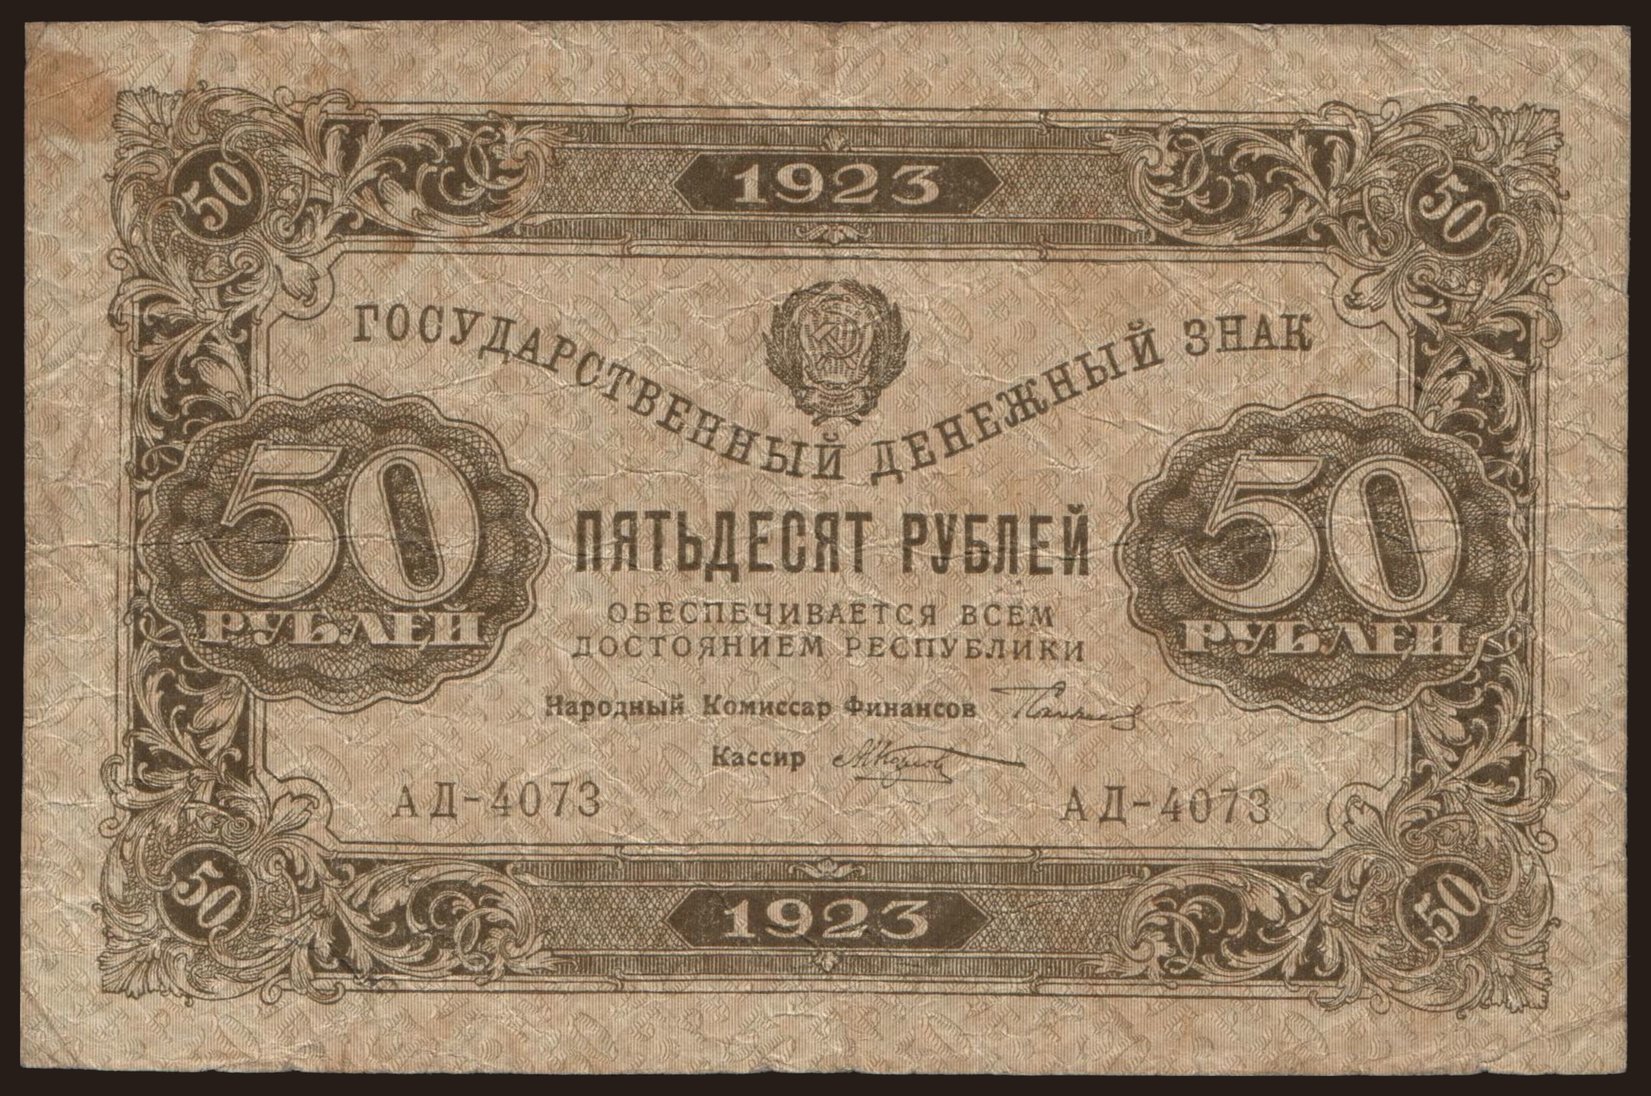 1923
50 50
ГОСУДАРСТВЕННЫЙ ДЕНЕЖНЫЙ ЗНАК
50 РУБЛЕЙ
50 РУБЛЕЙ
ПЯТЬДЕСЯТ РУБЛЕЙ
ОБЕСПЕЧИВАЕТСЯ ВСЕМ
ДОСТОЯНИЕМ РЕСПУБЛИКИ
Народный Комиссар Финансов
Кассир
АД-4073 АД-4073
50 50
1923